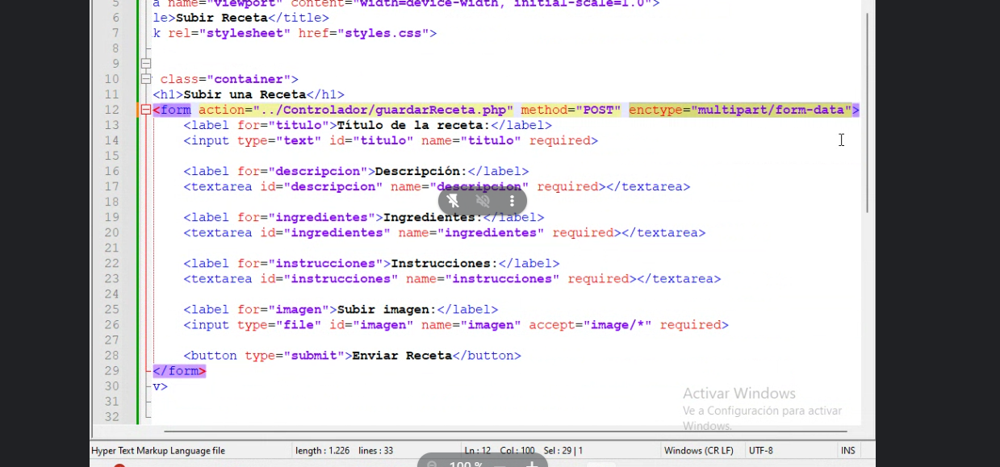 5 a name="viewport" content="width=device-width, initial-scale=1.0">
6 le>Subir Receta</title>
7 k rel="stylesheet" href="styles.css">
8
9
10 class="container">
11 <h1>Subir una Receta</h1>
12 <form action="../Controlador/guardarReceta.php" method="POST" enctype="multipart/form-data">
13 <label for="titulo">Título de la receta:</label>
14 <input type="text" id="titulo" name="titulo" required>
15
16 <label for="descripcion">Descripción:</label>
17 <textarea id="descripcion" name="descripcion" required></textarea>
18
19 <label for="ingredientes">Ingredientes:</label>
20 <textarea id="ingredientes" name="ingredientes" required></textarea>
21
22 <label for="instrucciones">Instrucciones:</label>
23 <textarea id="instrucciones" name="instrucciones" required></textarea>
24
25 <label for="imagen">Subir imagen:</label>
26 <input type="file" id="imagen" name="imagen" accept="image/*" required>
27
28 <button type="submit">Enviar Receta</button>
29 </form>
30 v>
31
32
Activar Windows
Ve a Configuración para activar
Windows.
Hyper Text Markup Language file length : 1.226 lines : 33 Ln : 12 Col : 100 Sel : 29 | 1 Windows (CR LF) UTF-8 INS
100 %